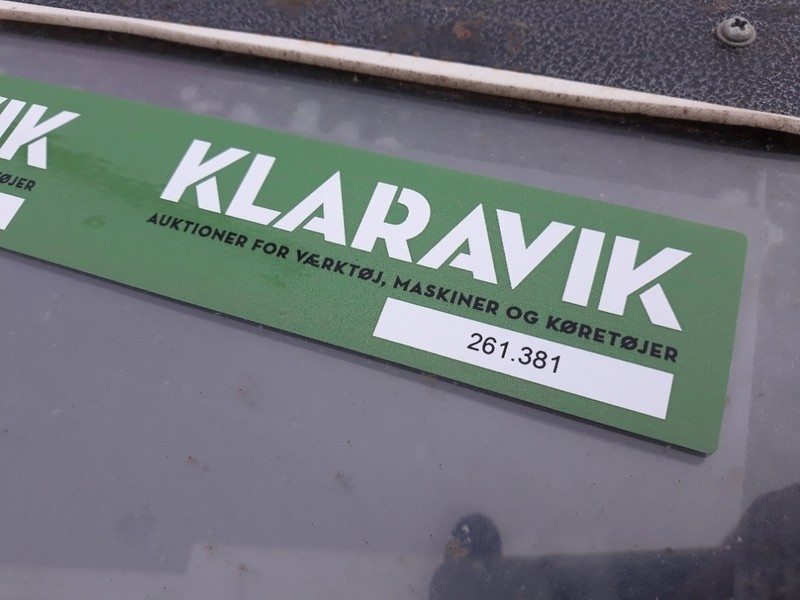 KLARAVIK
AUKTIONER FOR VÆRKTØJ, MASKINER OG KØRETØJER
261.381